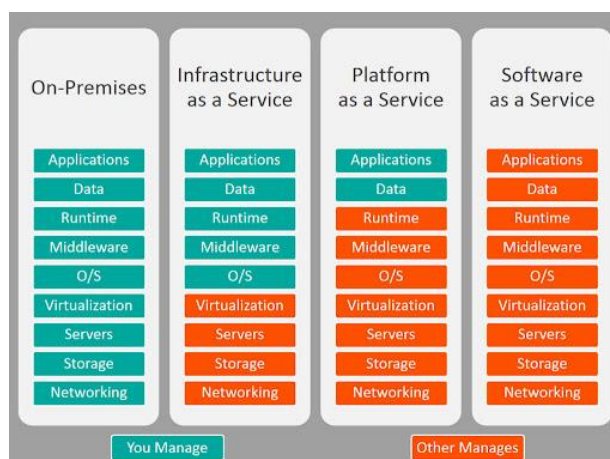 On-Premises
Applications
Data
Runtime
Middleware
O/S
Virtualization
Servers
Storage
Networking
Infrastructure
as a Service
Applications
Data
Runtime
Middleware
O/S
Virtualization
Servers
Storage
Networking
Platform
as a Service
Applications
Data
Runtime
Middleware
O/S
Virtualization
Servers
Storage
Networking
Software
as a Service
Applications
Data
Runtime
Middleware
O/S
Virtualization
Servers
Storage
Networking
You Manage
Other Manages